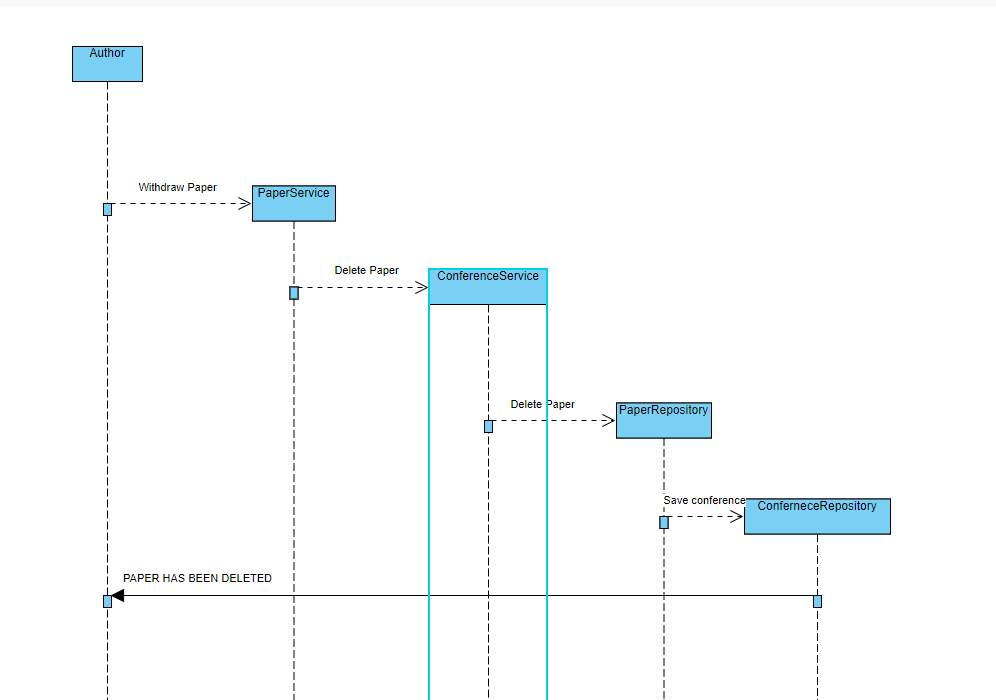 Author
Withdraw Paper
PaperService
Delete Paper
ConferenceService
Delete Paper
PaperRepository
Save conference
ConferneceRepository
PAPER HAS BEEN DELETED